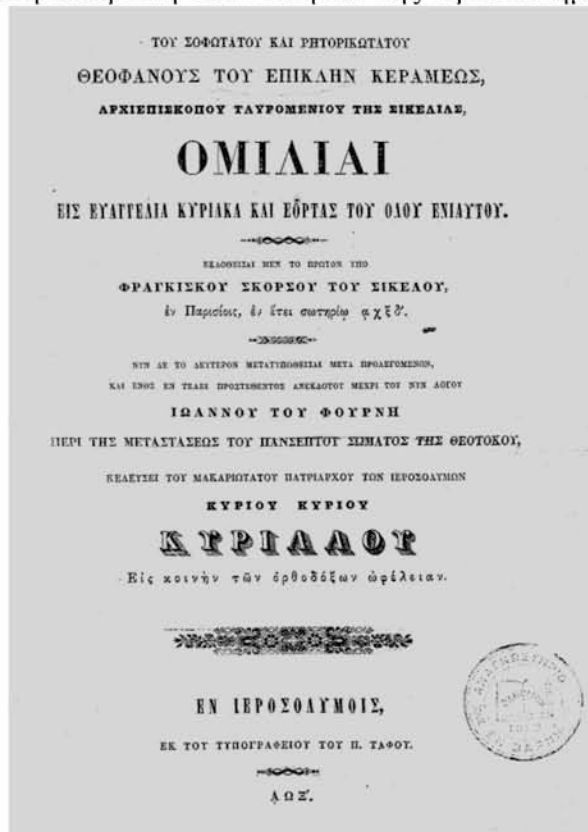 ΤΟΥ ΣΟΦΩΤΑΤΟΥ ΚΑΙ ΡΗΤΟΡΙΚΩΤΑΤΟΥ
ΘΕΟΦΑΝΟΥΣ ΤΟΥ ΕΠΙΚΛΗΝ ΚΕΡΑΜΕΩΣ,
ΑΡΧΙΕΠΙΣΚΟΠΟΥ ΤΑΥΡΟΜΕΝΙΟΥ ΤΗΣ ΣΙΚΕΛΙΑΣ,
ΟΜΙΛΙΑΙ
ΕΙΣ ΕΥΑΓΓΕΛΙΑ ΚΥΡΙΑΚΑ ΚΑΙ ΕΟΡΤΑΣ ΤΟΥ ΟΛΟΥ ΕΝΙΑΥΤΟΥ.
ΕΚΔΟΘΕΙΣΑΙ ΜΕΝ ΤΟ ΠΡΩΤΟΝ ΥΠΟ
ΦΡΑΓΚΙΣΚΟΥ ΣΚΟΡΣΟΥ ΤΟΥ ΣΙΚΕΛΟΥ,
ἐν Παρισίοις, ἐν ἔτει σωτηρίῳ ͵αχξδ'.
ΝΥΝ ΔΕ ΤΟ ΔΕΥΤΕΡΟΝ ΜΕΤΑΤΥΠΩΘΕΙΣΑΙ ΜΕΤΑ ΠΡΟΛΕΓΟΜΕΝΩΝ,
ΚΑΙ ΕΝΟΣ ΕΝ ΤΕΛΕΙ ΠΡΟΣΤΕΘΕΝΤΟΣ ΑΝΕΚΔΟΤΟΥ ΜΕΧΡΙ ΤΟΥ ΝΥΝ ΛΟΓΟΥ
ΙΩΑΝΝΟΥ ΤΟΥ ΦΟΥΡΝΗ
ΠΕΡΙ ΤΗΣ ΜΕΤΑΣΤΑΣΕΩΣ ΤΟΥ ΠΑΝΣΕΠΤΟΥ ΣΩΜΑΤΟΣ ΤΗΣ ΘΕΟΤΟΚΟΥ,
ΚΕΛΕΥΣΕΙ ΤΟΥ ΜΑΚΑΡΙΩΤΑΤΟΥ ΠΑΤΡΙΑΡΧΟΥ ΤΩΝ ΙΕΡΟΣΟΛΥΜΩΝ
ΚΥΡΙΟΥ ΚΥΡΙΟΥ
ΚΥΡΙΛΛΟΥ
Εἰς κοινὴν τῶν ὀρθοδόξων ὠφέλειαν.
ΕΝ ΙΕΡΟΣΟΛΥΜΟΙΣ,
ΕΚ ΤΟΥ ΤΥΠΟΓΡΑΦΕΙΟΥ ΤΟΥ Π. ΤΑΦΟΥ.
͵ΑΩΞ'.
ΑΝΑΓΝΩΣΤΗΡΙΟ